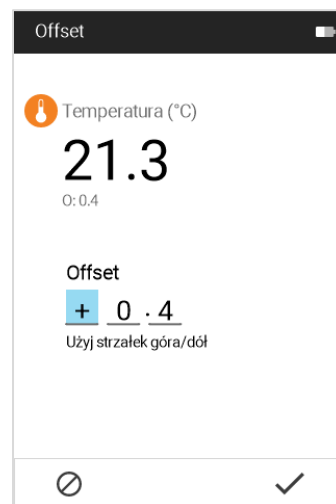 Offset
Temperatura (°C)
21.3
O: 0.4
Offset
+ 0 . 4
Użyj strzałek góra/dół